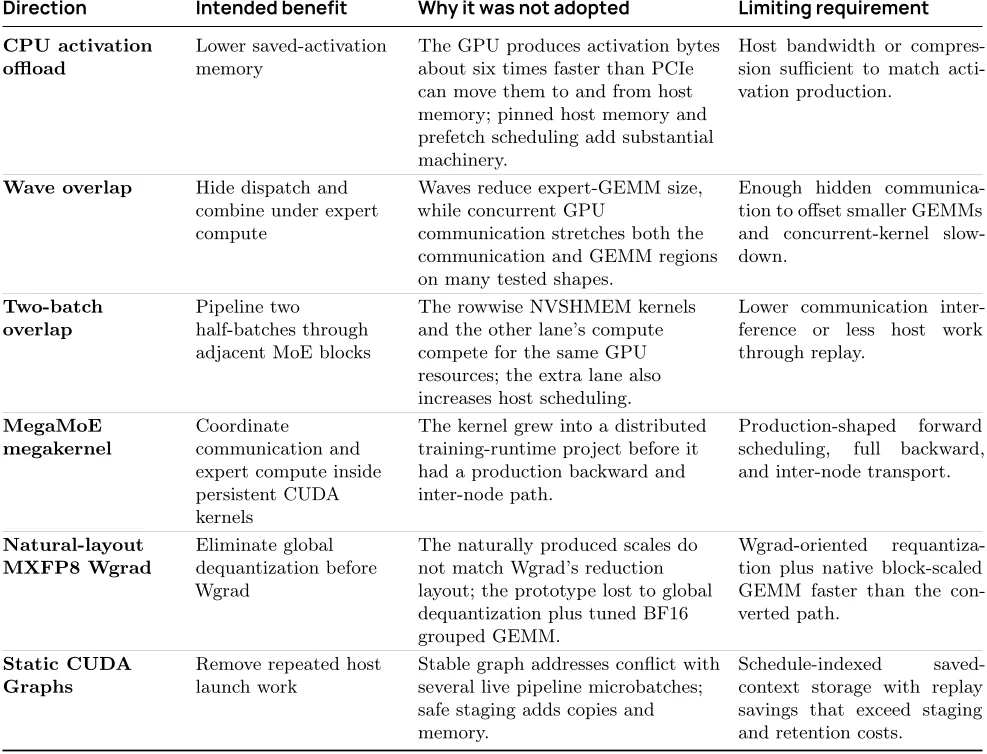 Direction Intended benefit Why it was not adopted Limiting requirement
CPU activation offload
Lower saved-activation memory
The GPU produces activation bytes
about six times faster than PCIe
can move them to and from host
memory; pinned host memory and
prefetch scheduling add substantial
machinery.
Host bandwidth or compres-
sion sufficient to match acti-
vation production.
Wave overlap
Hide dispatch and
combine under expert
compute
Waves reduce expert-GEMM size,
while concurrent GPU
communication stretches both the
communication and GEMM regions
on many tested shapes.
Enough hidden communica-
tion to offset smaller GEMMs
and concurrent-kernel slow-
down.
Two-batch
overlap
Pipeline two
half-batches through
adjacent MoE blocks
The rowwise NVSHMEM kernels
and the other lane's compute
compete for the same GPU
resources; the extra lane also
increases host scheduling.
Lower communication inter-
ference or less host work
through replay.
MegaMoE
megakernel
Coordinate
communication and
expert compute inside
persistent CUDA
kernels
The kernel grew into a distributed
training-runtime project before it
had a production backward and
inter-node path.
Production-shaped forward
scheduling, full backward,
and inter-node transport.
Natural-layout
MXFP8 Wgrad
Eliminate global
dequantization before
Wgrad
The naturally produced scales do
not match Wgrad's reduction
layout; the prototype lost to global
dequantization plus tuned BF16
grouped GEMM.
Wgrad-oriented requantiza-
tion plus native block-scaled
GEMM faster than the con-
verted path.
Static CUDA
Graphs
Remove repeated host
launch work
Stable graph addresses conflict with
several live pipeline microbatches;
safe staging adds copies and
memory.
Schedule-indexed saved-
context storage with replay
savings that exceed staging
and retention costs.